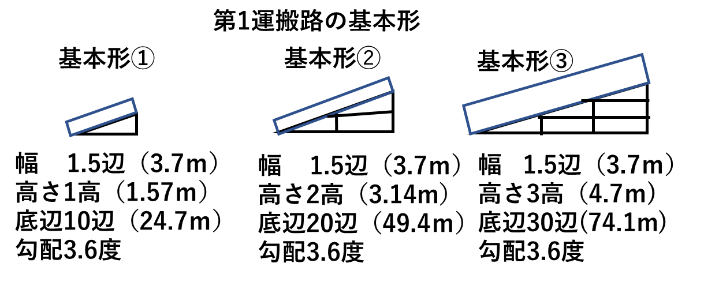 第1運搬路の基本形
基本形①
基本形②
基本形③
幅　1.5辺（3.7m）
高さ1高（1.57m）
底辺10辺（24.7m）
勾配3.6度
幅　1.5辺（3.7m）
高さ2高（3.14m）
底辺20辺（49.4m）
勾配3.6度
幅　1.5辺（3.7m）
高さ3高（4.7m）
底辺30辺(74.1m)
勾配3.6度